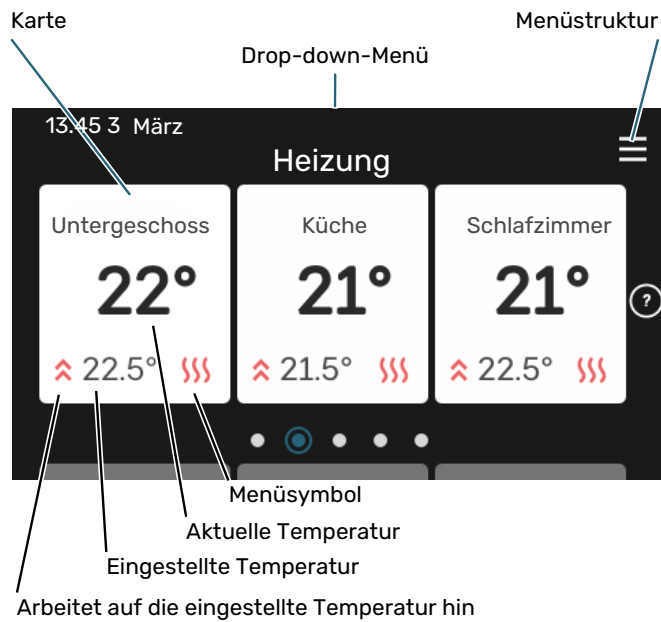 Karte
Menüstruktur
Drop-down-Menü
13.45 3 März
Heizung
Untergeschoss
22°
22.5°
Küche
21°
21.5°
Schlafzimmer
21°
22.5°
?
Menüsymbol
Aktuelle Temperatur
Eingestellte Temperatur
Arbeitet auf die eingestellte Temperatur hin